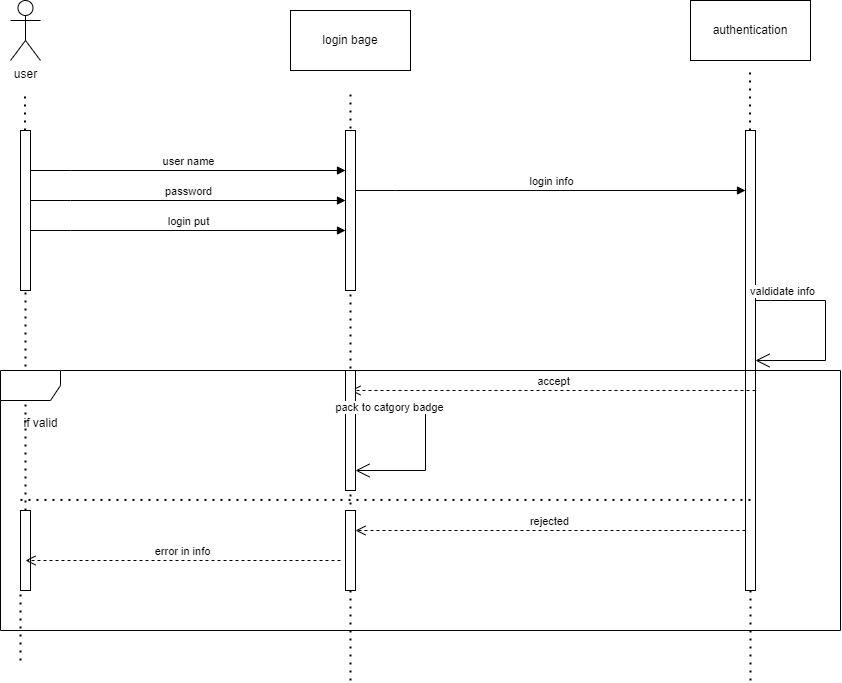 user
login bage
authentication
user name
login info
password
login put
valdidate info
accept
pack to catgory badge
if valid
rejected
error in info